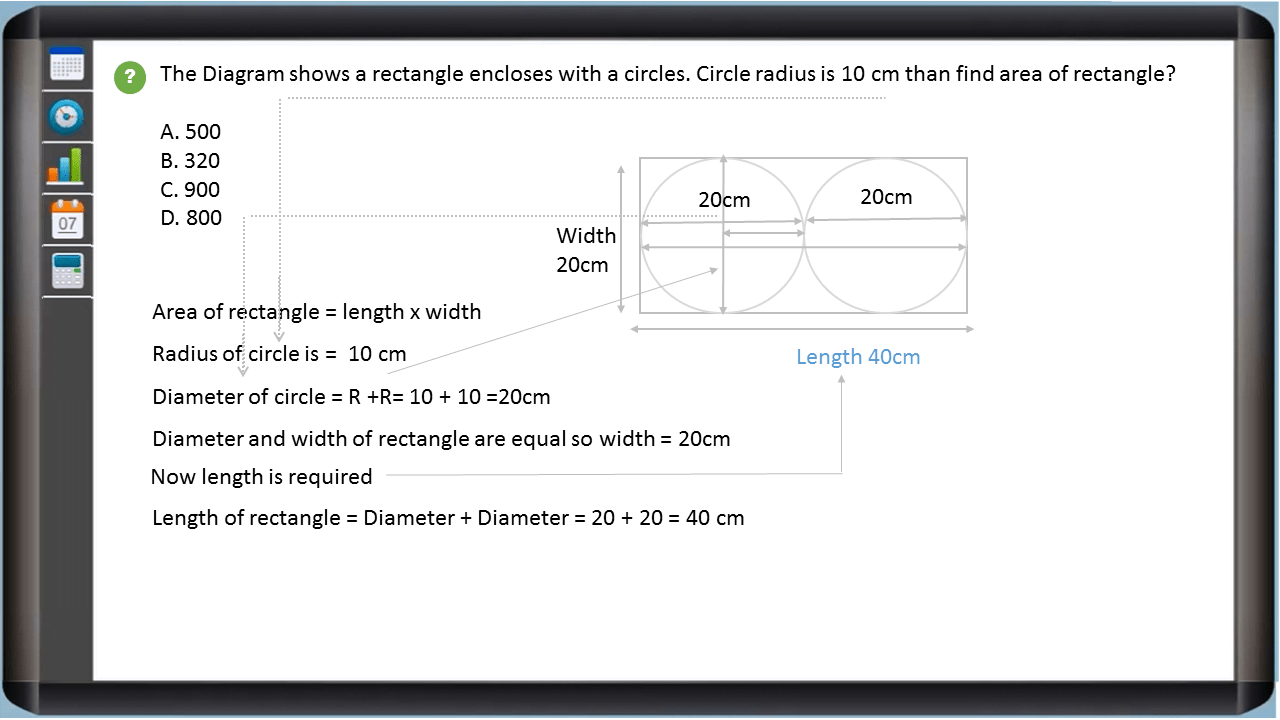 ? The Diagram shows a rectangle encloses with a circles. Circle radius is 10 cm than find area of rectangle?
A. 500
B. 320
C. 900
D. 800
20cm
20cm
Width
20cm
07
Area of rectangle = length x width
Radius of circle is = 10 cm
Length 40cm
Diameter of circle = R +R= 10 + 10 =20cm
Diameter and width of rectangle are equal so width = 20cm
Now length is required
Length of rectangle = Diameter + Diameter = 20 + 20 = 40 cm